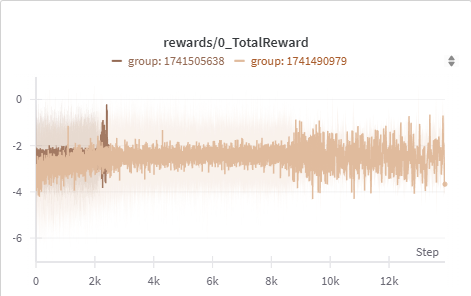 rewards/0_TotalReward
group: 1741505638 group: 1741490979
0
-2
-4
-6
Step
0 2k 4k 6k 8k 10k 12k